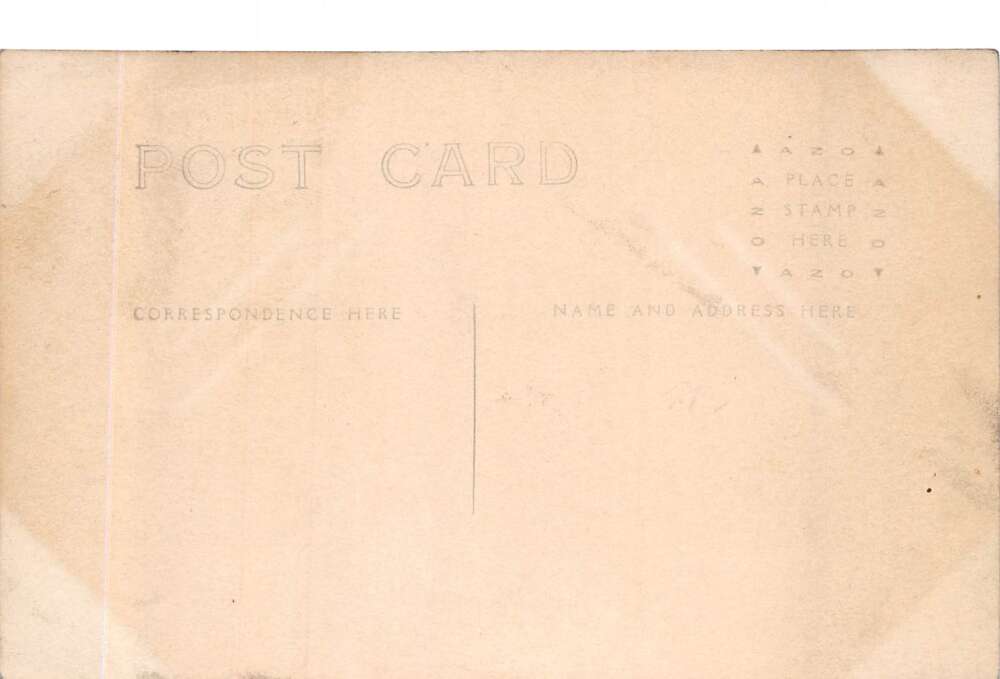 POST CARD
▲ AZO ▲
A PLACE A
Z STAMP Z
O HERE O
▼ AZO ▼
CORRESPONDENCE HERE
NAME AND ADDRESS HERE